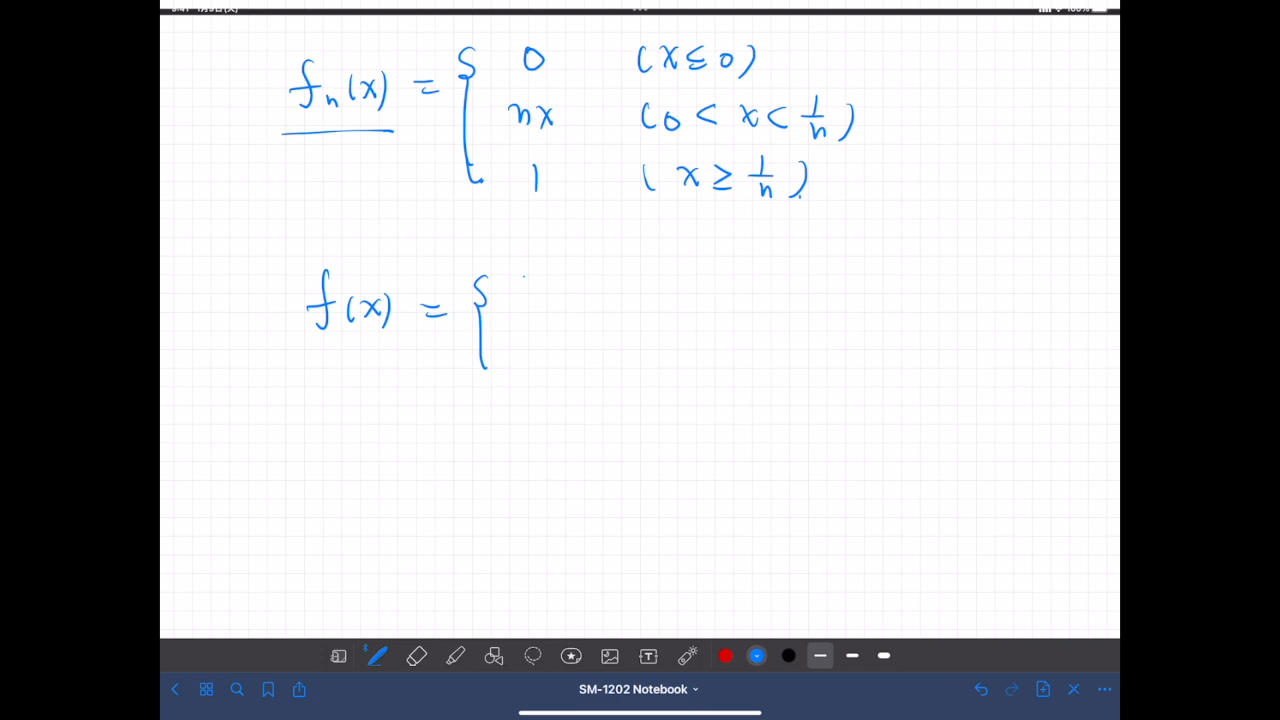 fₙ(x) = { 0 (x ≦ 0)
nx (0 < x < 1/n)
1 (x ≥ 1/n)
f(x) = {
SM-1202 Notebook